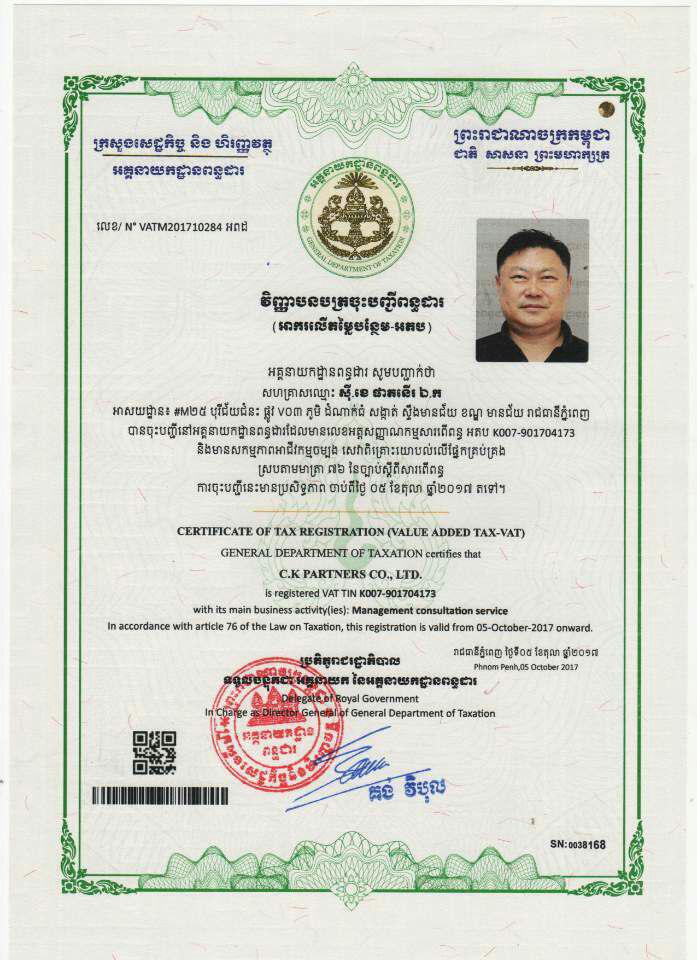 ក្រសួងសេដ្ឋកិច្ច និង ហិរញ្ញវត្ថុ
អគ្គនាយកដ្ឋានពន្ធដារ
ព្រះរាជាណាចក្រកម្ពុជា
ជាតិ សាសនា ព្រះមហាក្សត្រ
លេខ/ N° VATM201710284 អពដ
អគ្គនាយកដ្ឋានពន្ធដារ
GENERAL DEPARTMENT OF TAXATION
វិញ្ញាបនបត្រចុះបញ្ជីពន្ធដារ
(អាករលើតម្លៃបន្ថែម-អតប)
អគ្គនាយកដ្ឋានពន្ធដារ សូមបញ្ជាក់ថា
សហគ្រាសឈ្មោះ ស៊ី.ខេ ផាតនើរ ឯ.ក
អាសយដ្ឋាន៖ #M២៥ បុរីជ័យជំនះ ផ្លូវ V០៣ ភូមិ ដំណាក់ធំ សង្កាត់ ស្ទឹងមានជ័យ ខណ្ឌ មានជ័យ រាជធានីភ្នំពេញ
បានចុះបញ្ជីនៅអគ្គនាយកដ្ឋានពន្ធដារដែលមានលេខអត្តសញ្ញាណកម្មសារពើពន្ធ អតប K007-901704173
និងមានសកម្មភាពអាជីវកម្មចម្បង សេវាពិគ្រោះយោបល់លើផ្នែកគ្រប់គ្រង
ស្របតាមមាត្រា ៧៦ នៃច្បាប់ស្តីពីសារពើពន្ធ
ការចុះបញ្ជីនេះមានប្រសិទ្ធភាព ចាប់ពីថ្ងៃ ០៥ ខែតុលា ឆ្នាំ២០១៧ តទៅ។
CERTIFICATE OF TAX REGISTRATION (VALUE ADDED TAX-VAT)
GENERAL DEPARTMENT OF TAXATION certifies that
C.K PARTNERS CO., LTD.
is registered VAT TIN K007-901704173
with its main business activity(ies): Management consultation service
In accordance with article 76 of the Law on Taxation, this registration is valid from 05-October-2017 onward.
រាជធានីភ្នំពេញ ថ្ងៃទី០៥ ខែតុលា ឆ្នាំ២០១៧
Phnom Penh,05 October 2017
ប្រតិភូរាជរដ្ឋាភិបាល
ទទួលបន្ទុកជា អគ្គនាយក នៃអគ្គនាយកដ្ឋានពន្ធដារ
Delegate of Royal Government
In Charge as Director General of General Department of Taxation
អគ្គនាយកដ្ឋាន
ពន្ធដារ
គង់ វិបុល
SN:0038168